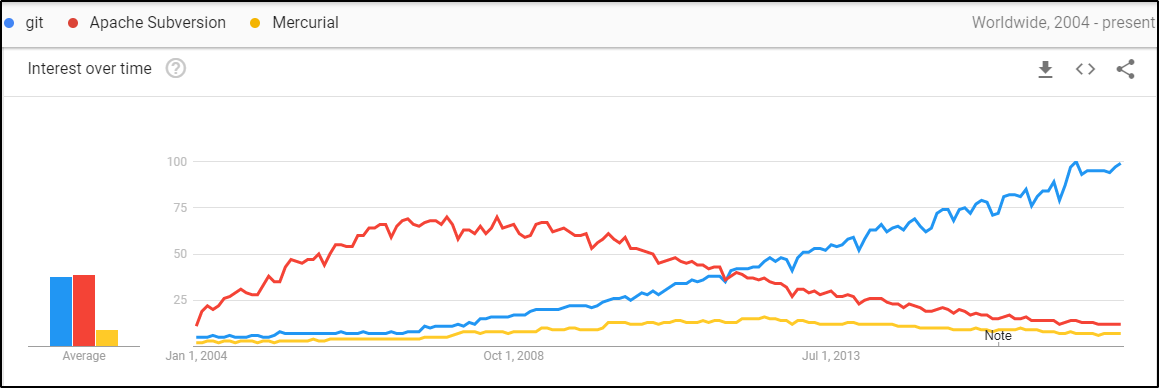 git Apache Subversion Mercurial Worldwide, 2004 - present
Interest over time ?
100
75
50
25
Note
Average Jan 1, 2004 Oct 1, 2008 Jul 1, 2013